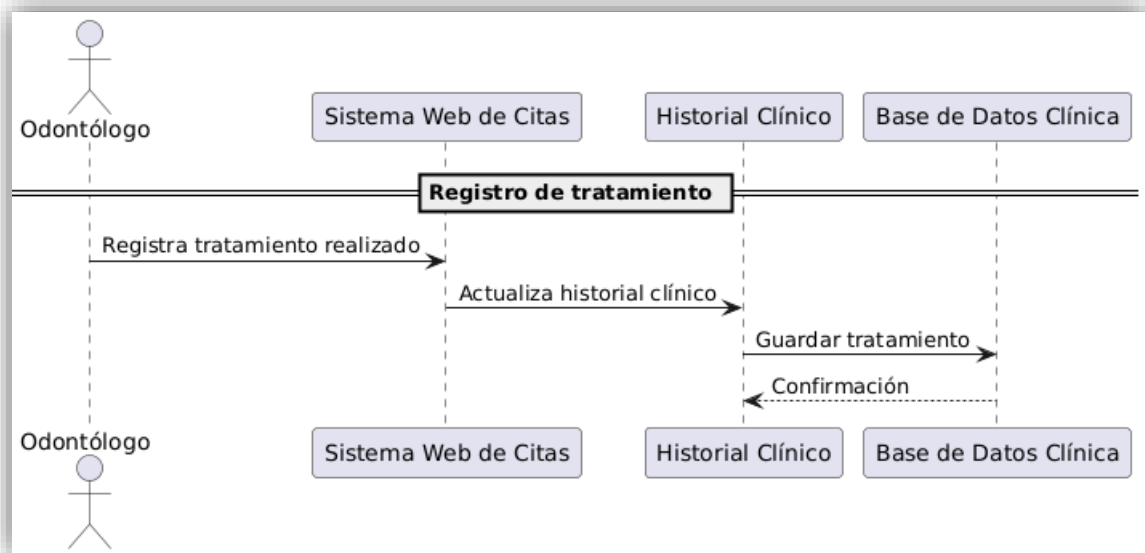 Odontólogo
Sistema Web de Citas
Historial Clínico
Base de Datos Clínica
Registro de tratamiento
Registra tratamiento realizado
Actualiza historial clínico
Guardar tratamiento
Confirmación
Odontólogo
Sistema Web de Citas
Historial Clínico
Base de Datos Clínica